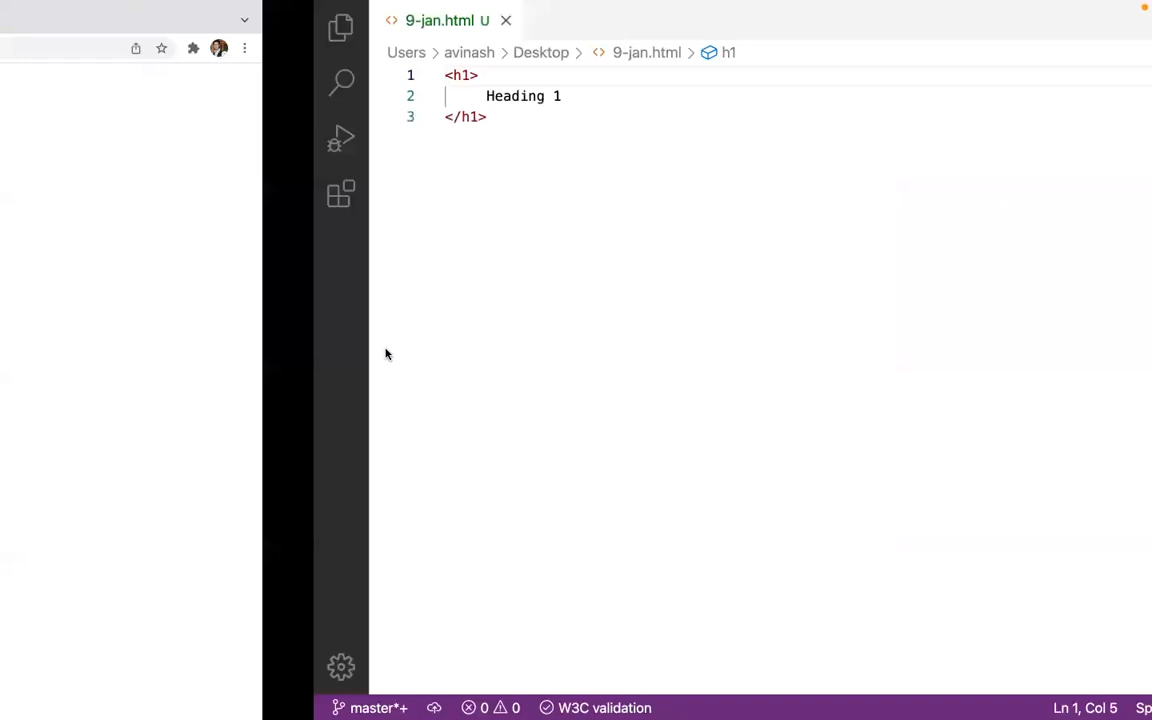 9-jan.html U
Users > avinash > Desktop > 9-jan.html > h1
1 <h1>
2 Heading 1
3 </h1>
master*+ 0 0 W3C validation Ln 1, Col 5 Sp